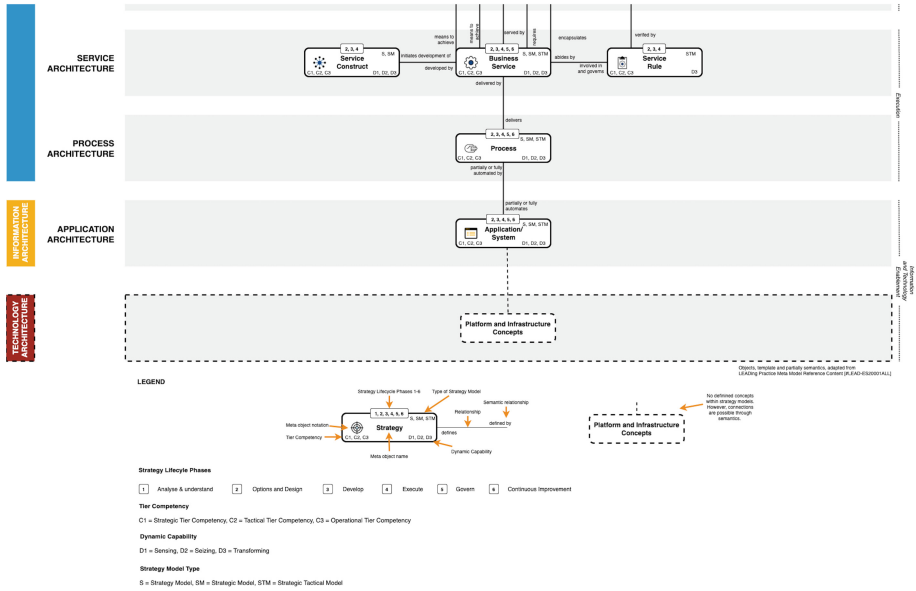 means to
achieve
means to
achieve
served by
requires
encapsulates
verified by
SERVICE
ARCHITECTURE
2, 3, 4
S, SM
Service
Construct
C1, C2, C3
D1, D2, D3
initiates development of
developed by
2, 3, 4, 5, 6
S, SM, STM
Business
Service
C1, C2, C3
D1, D2, D3
abides by
involved in
and governs
2, 3, 4
STM
Service
Rule
C1, C2, C3
D3
delivered by
Execution
delivers
PROCESS
ARCHITECTURE
2, 3, 4, 5, 6
S, SM, STM
Process
C1, C2, C3
D1, D2, D3
partially or fully
automated by
partially or fully
automates
INFORMATION
ARCHITECTURE
APPLICATION
ARCHITECTURE
2, 3, 4, 5, 6
S, SM, STM
Application/
System
C1, C2, C3
D1, D2, D3
Information
and Technology
Enablement
TECHNOLOGY
ARCHITECTURE
Platform and Infrastructure
Concepts
Objects, template and partially semantics, adapted from
LEADing Practice Meta Model Reference Content [#LEAD-ES20001ALL]
LEGEND
Strategy Lifecycle Phases 1-6
Type of Strategy Model
Semantic relationship
Relationship
1, 2, 3, 4, 5, 6
S, SM, STM
Meta object notation
Strategy
defines
defined by
Tier Competency
C1, C2, C3
D1, D2, D3
Meta object name
Dynamic Capability
No definined concepts
within strategy models.
However, connections
are possible through
semantics.
Platform and Infrastructure
Concepts
Strategy Lifecyle Phases
1 Analyse & understand 2 Options and Design 3 Develop 4 Execute 5 Govern 6 Continuous Improvement
Tier Competency
C1 = Strategic Tier Competency, C2 = Tactical Tier Competency, C3 = Operational Tier Competency
Dynamic Capability
D1 = Sensing, D2 = Seizing, D3 = Transforming
Strategy Model Type
S = Strategy Model, SM = Strategic Model, STM = Strategic Tactical Model